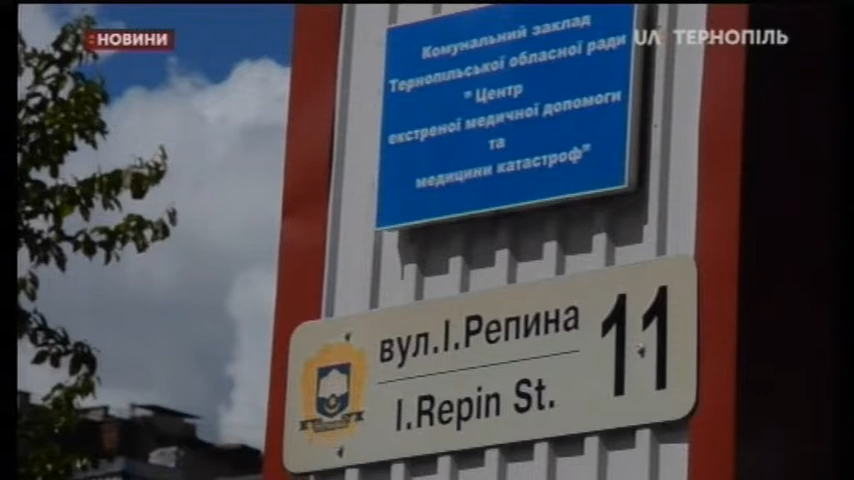 НОВИНИ
UA: ТЕРНОПІЛЬ
Комунальний заклад
Тернопільської обласної ради
"Центр
екстреної медичної допомоги
та
медицини катастроф"
вул.І.Репина
I.Repin St.
11